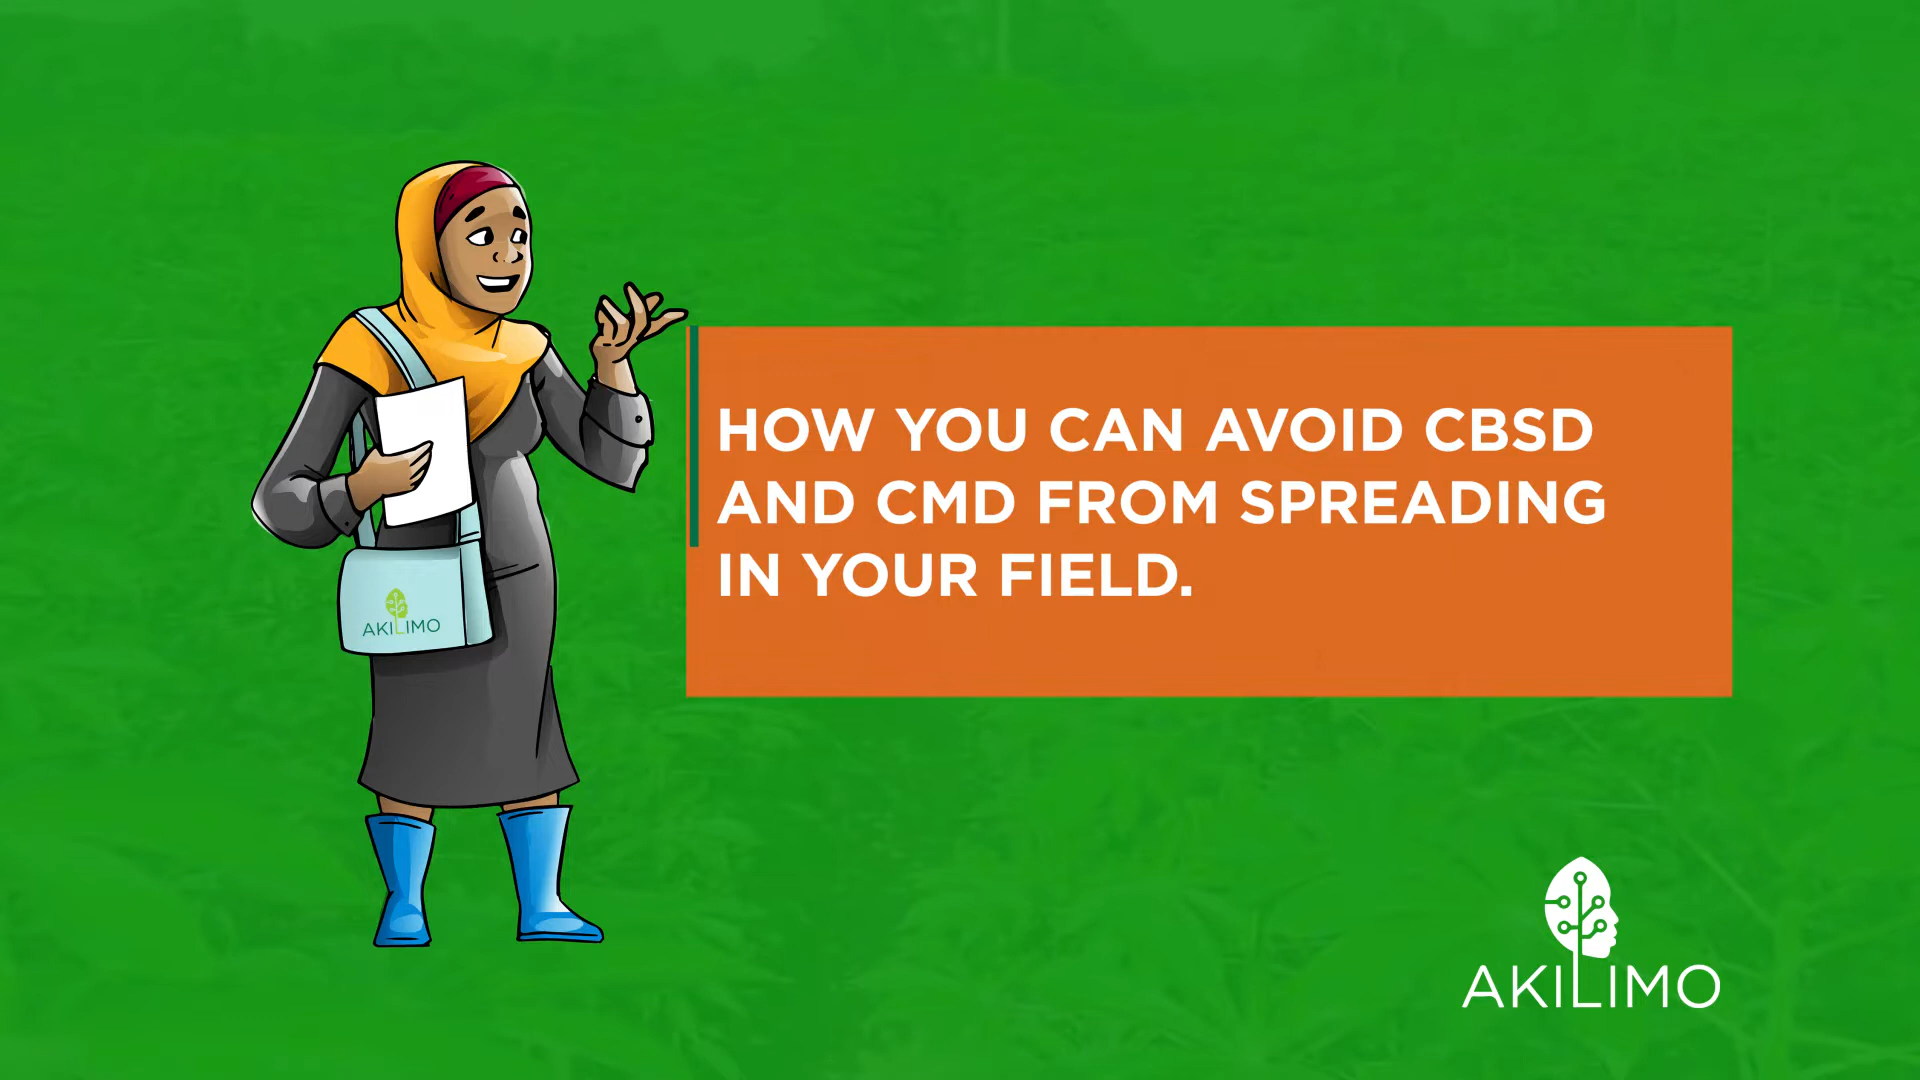 HOW YOU CAN AVOID CBSD
AND CMD FROM SPREADING
IN YOUR FIELD.
AKILIMO
AKILIMO